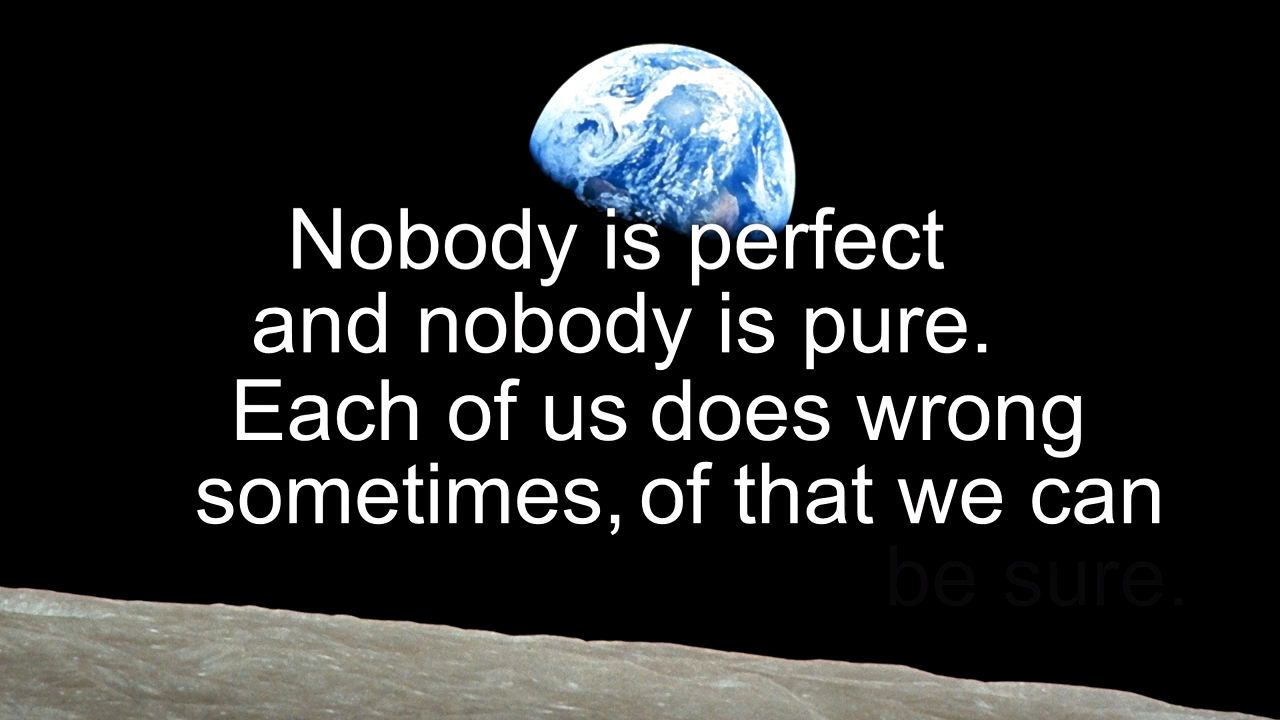 Nobody is perfect
and nobody is pure.
Each of us does wrong
sometimes, of that we can
be sure.